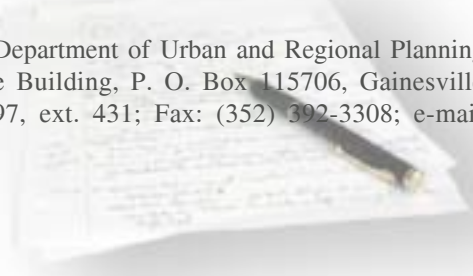 Department of Urban and Regional Planning
Building, P. O. Box 115706, Gainesvill
97, ext. 431; Fax: (352) 392-3308; e-mai